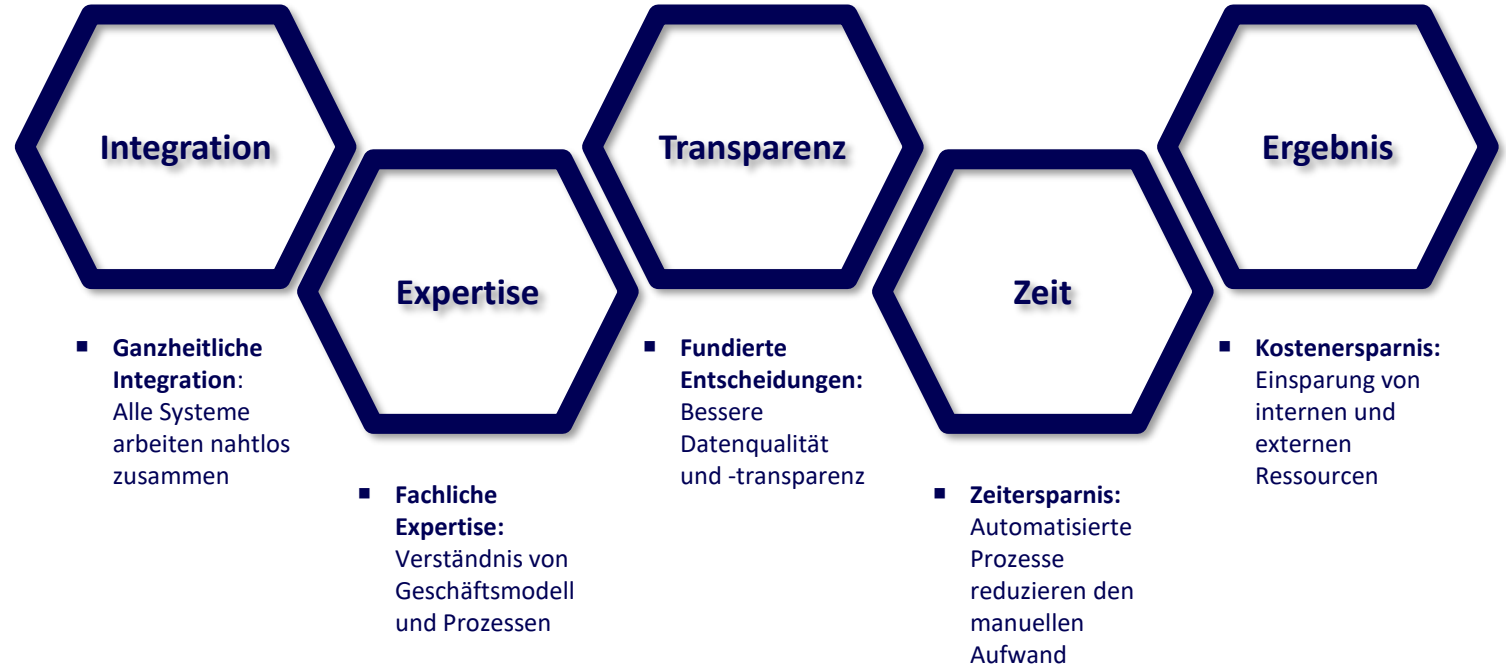 Integration
Expertise
Transparenz
Zeit
Ergebnis
▪ Ganzheitliche
Integration:
Alle Systeme
arbeiten nahtlos
zusammen
▪ Fachliche
Expertise:
Verständnis von
Geschäftsmodell
und Prozessen
▪ Fundierte
Entscheidungen:
Bessere
Datenqualität
und -transparenz
▪ Zeitersparnis:
Automatisierte
Prozesse
reduzieren den
manuellen
Aufwand
▪ Kostenersparnis:
Einsparung von
internen und
externen
Ressourcen